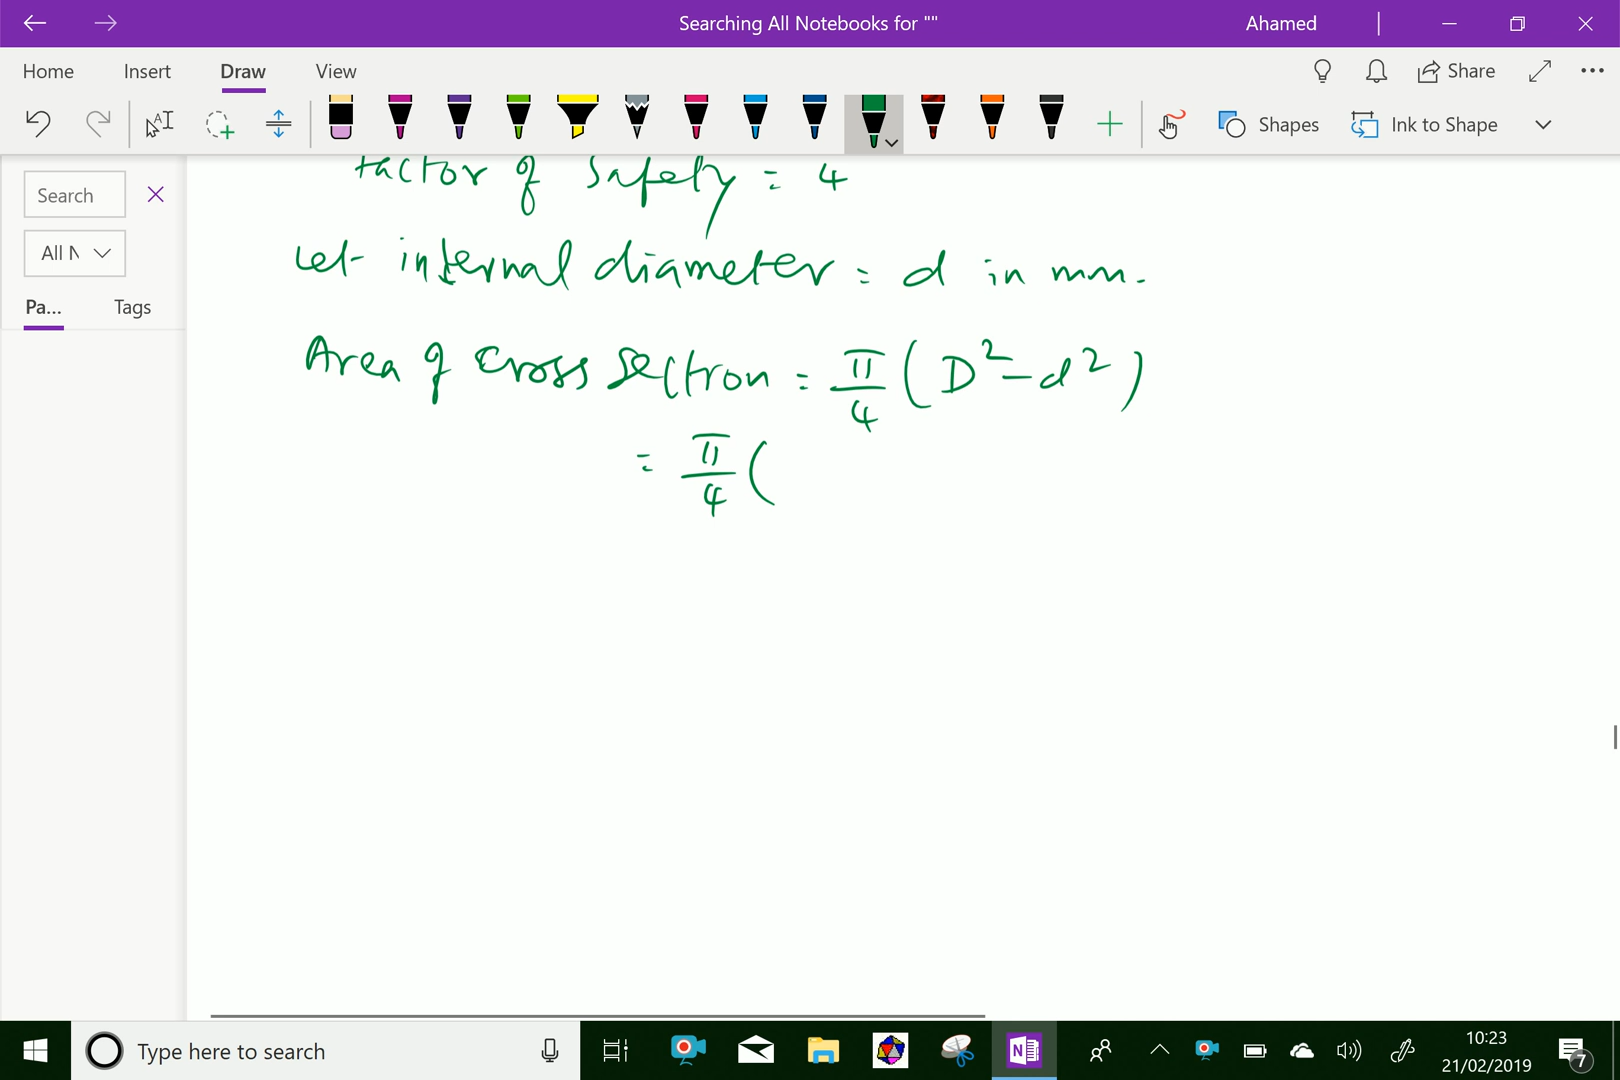 Searching All Notebooks for ""
Ahamed
Home Insert Draw View
Share
Shapes
Ink to Shape
Search
All N
Pa... Tags
factor of Safety = 4
Let internal diameter = d in mm.
Area of cross section = π/4 (D² - d²)
= π/4 (
Type here to search
10:23
21/02/2019
7